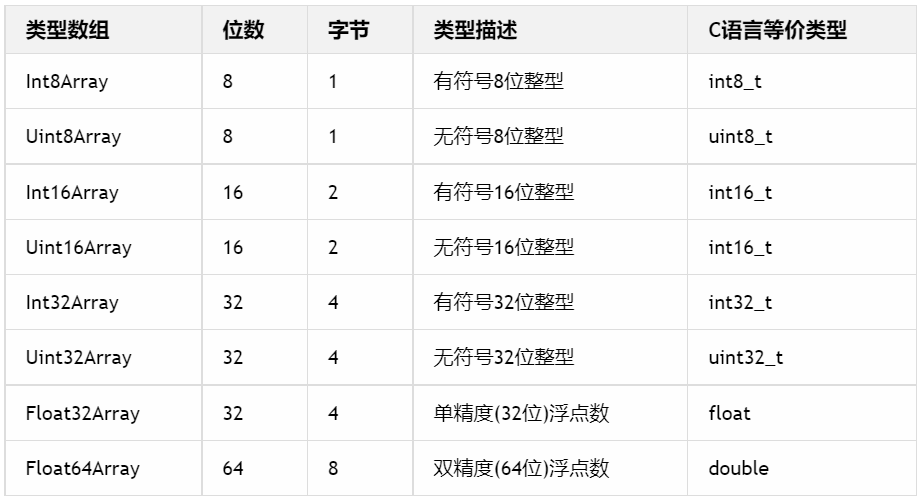 类型数组 位数 字节 类型描述 C语言等价类型
Int8Array 8 1 有符号8位整型 int8_t
Uint8Array 8 1 无符号8位整型 uint8_t
Int16Array 16 2 有符号16位整型 int16_t
Uint16Array 16 2 无符号16位整型 int16_t
Int32Array 32 4 有符号32位整型 int32_t
Uint32Array 32 4 无符号32位整型 uint32_t
Float32Array 32 4 单精度(32位)浮点数 float
Float64Array 64 8 双精度(64位)浮点数 double